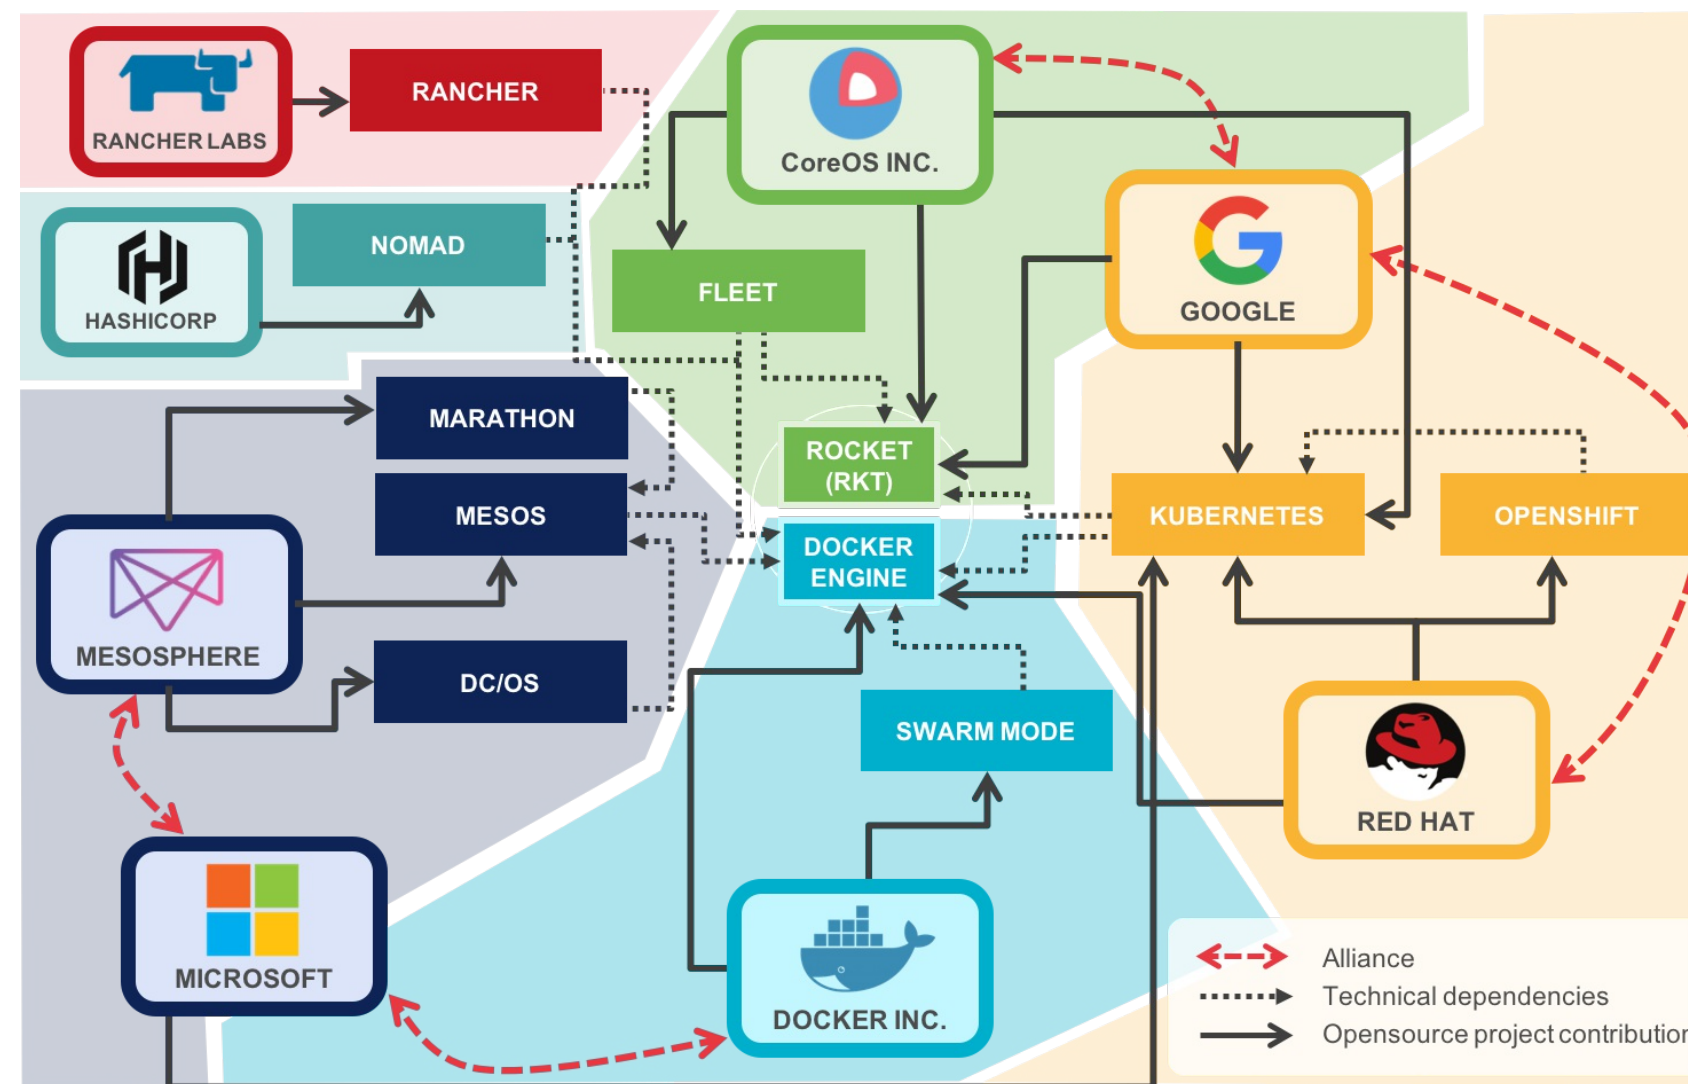 RANCHER LABS
RANCHER
CoreOS INC.
HASHICORP
NOMAD
FLEET
GOOGLE
MARATHON
MESOS
ROCKET
(RKT)
DOCKER
ENGINE
KUBERNETES
OPENSHIFT
MESOSPHERE
DC/OS
SWARM MODE
RED HAT
MICROSOFT
DOCKER INC.
Alliance
Technical dependencies
Opensource project contribution